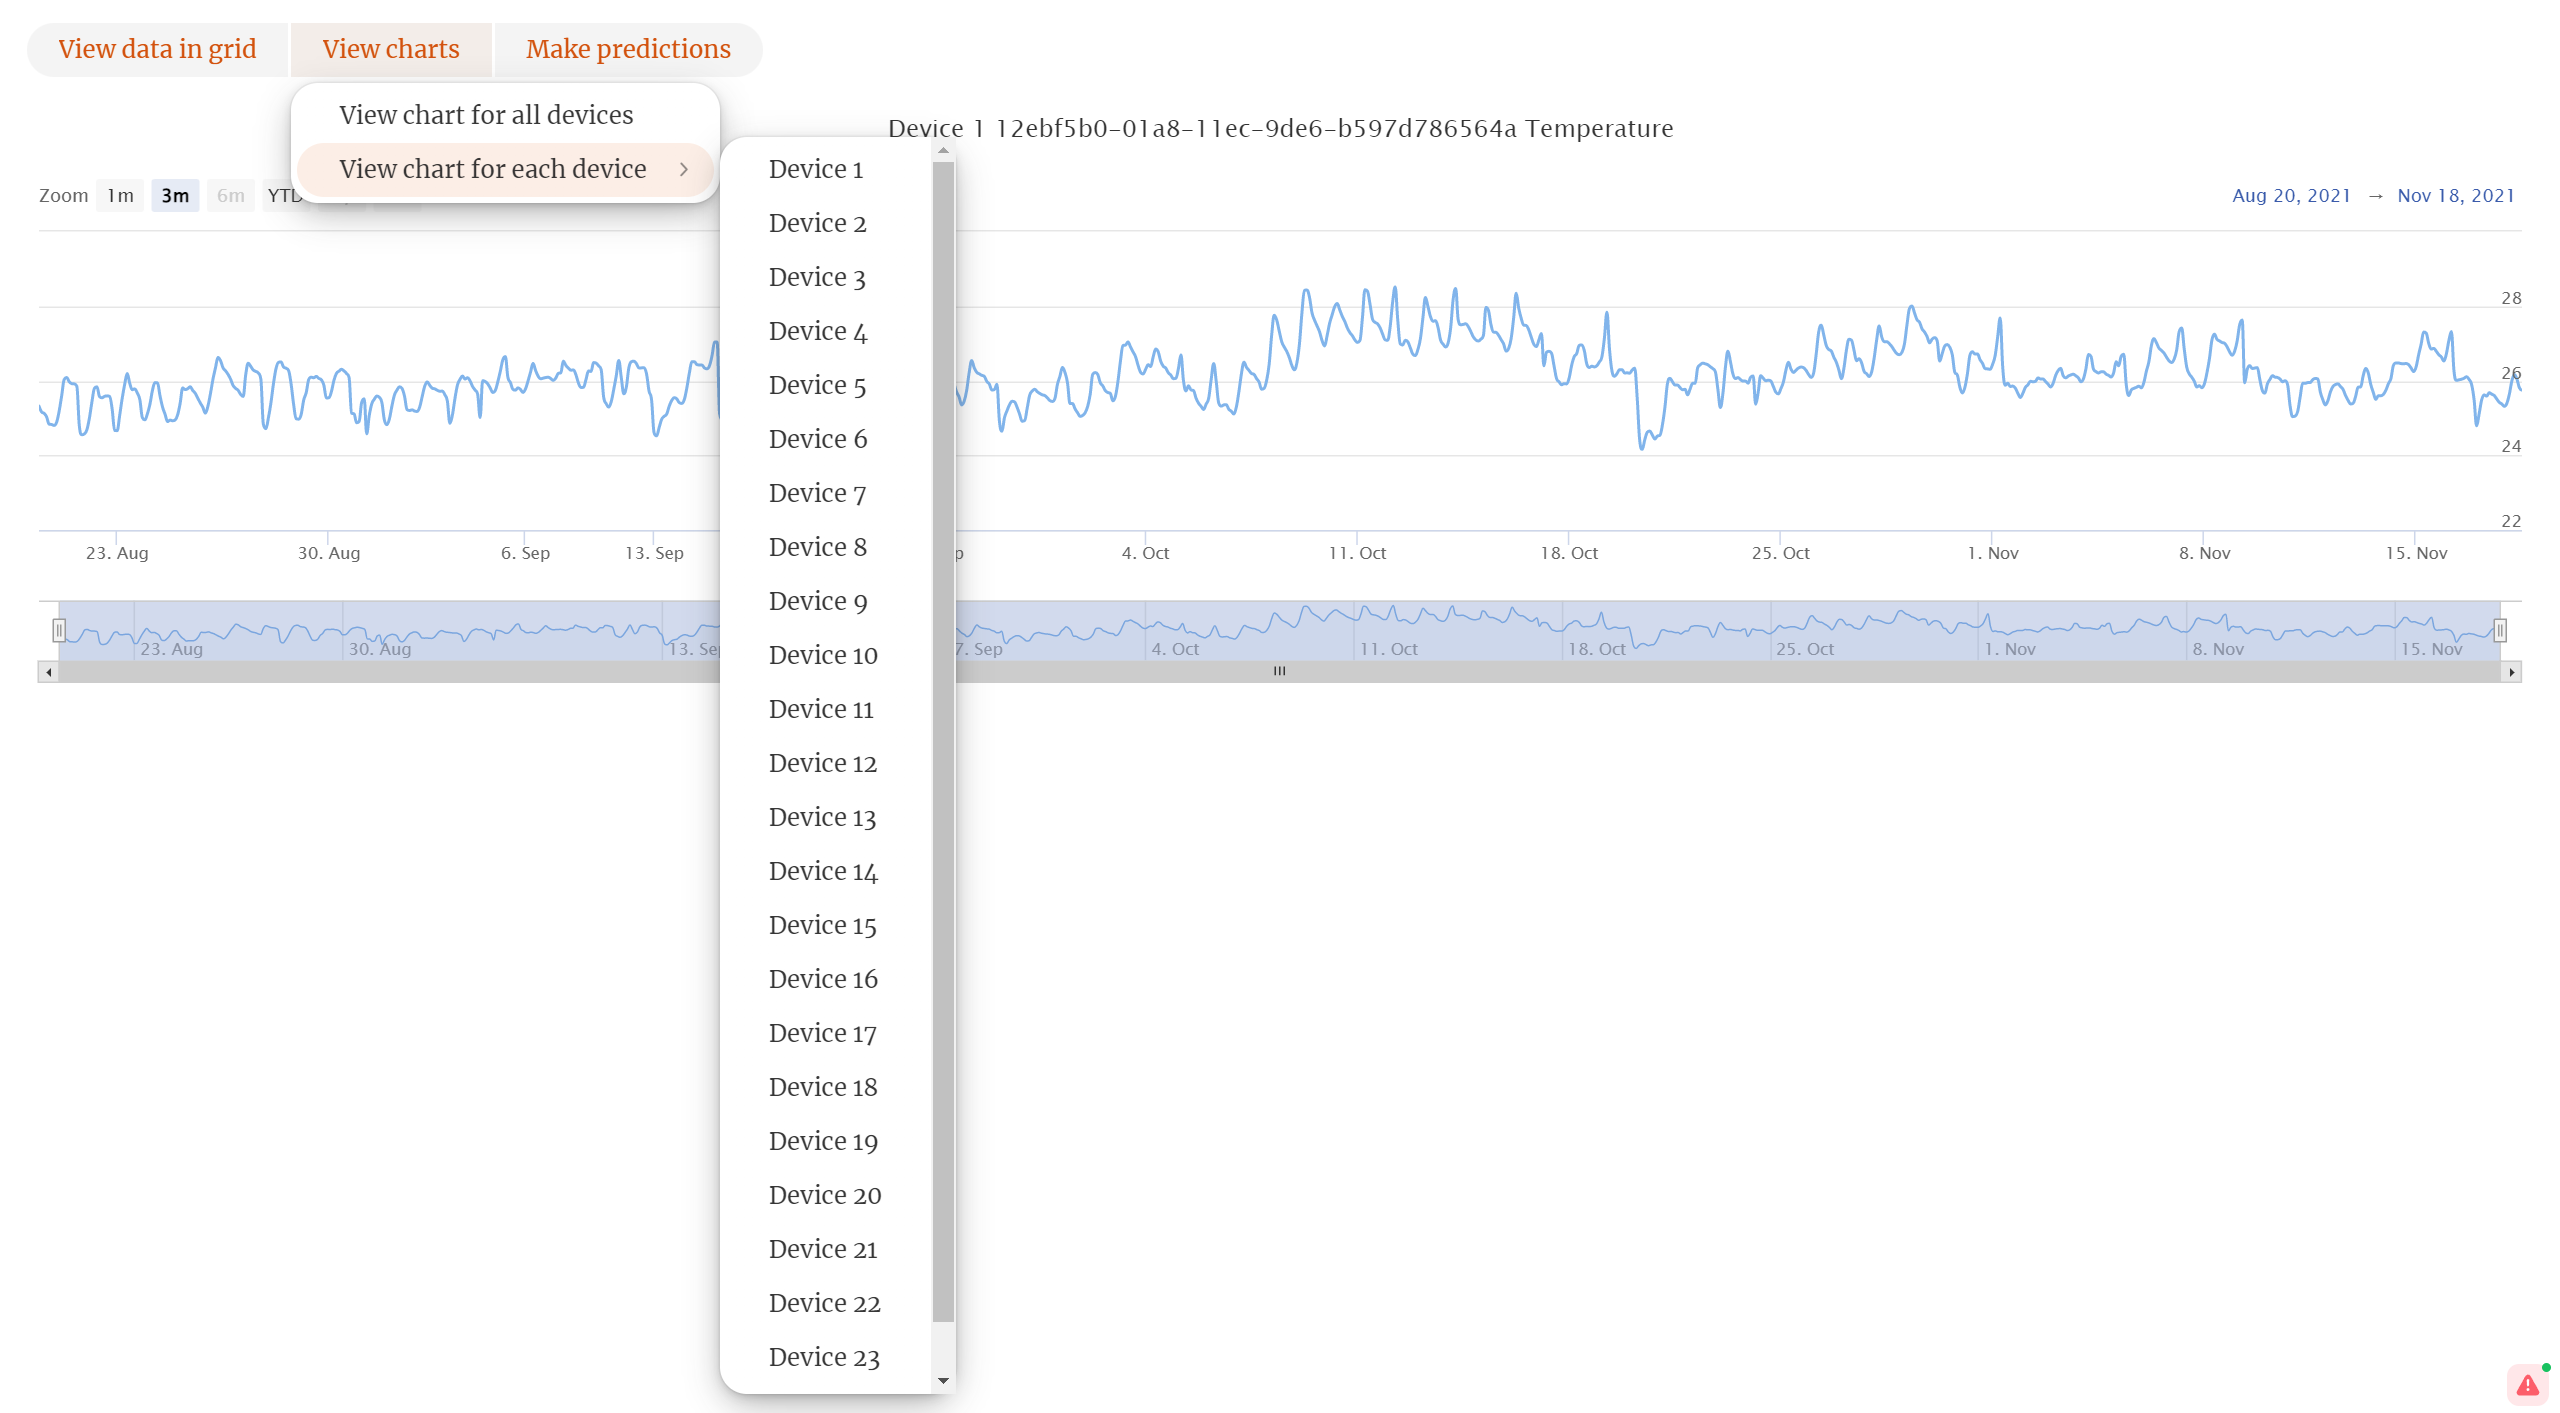 View data in grid View charts Make predictions
View chart for all devices
View chart for each device
Device 1 12ebf5b0-01a8-11ec-9de6-b597d786564a Temperature
Zoom 1m 3m 6m YTD
Aug 20, 2021 → Nov 18, 2021
Device 1
Device 2
Device 3
Device 4
Device 5
Device 6
Device 7
Device 8
Device 9
Device 10
Device 11
Device 12
Device 13
Device 14
Device 15
Device 16
Device 17
Device 18
Device 19
Device 20
Device 21
Device 22
Device 23
28
26
24
22
23. Aug 30. Aug 6. Sep 13. Sep 4. Oct 11. Oct 18. Oct 25. Oct 1. Nov 8. Nov 15. Nov
23. Aug 30. Aug 13. Sep 7. Sep 4. Oct 11. Oct 18. Oct 25. Oct 1. Nov 8. Nov 15. Nov